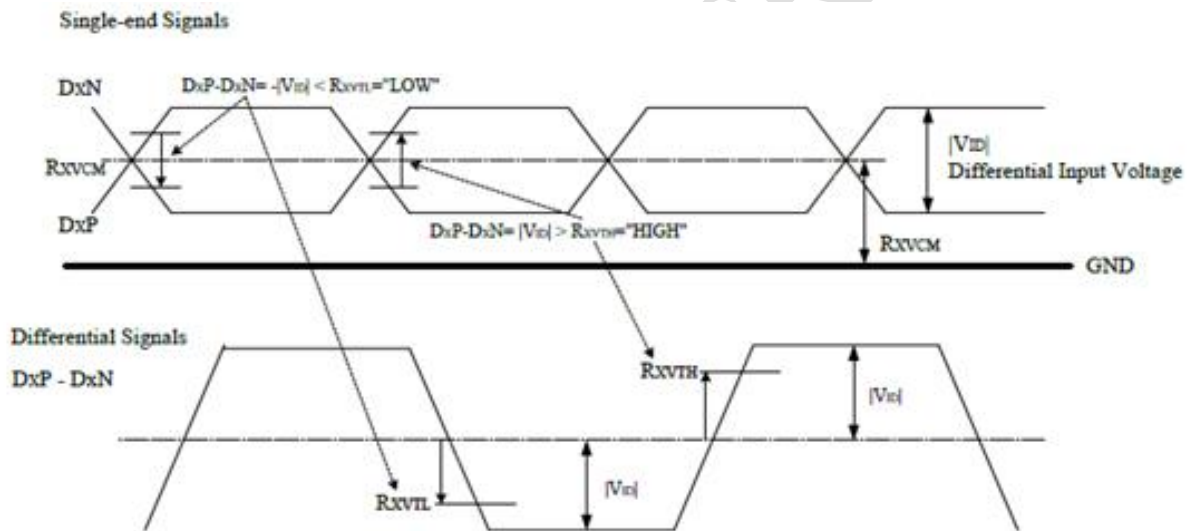 Single-end Signals
DxN
DxP-DxN= -|VID| < RXVTL="LOW"
|VID|
Differential Input Voltage
RXVCM
DxP
DxP-DxN= |VID| > RXVTH="HIGH"
RXVCM
GND
Differential Signals
DxP - DxN
RXVTH
|VID|
|VID|
RXVTL